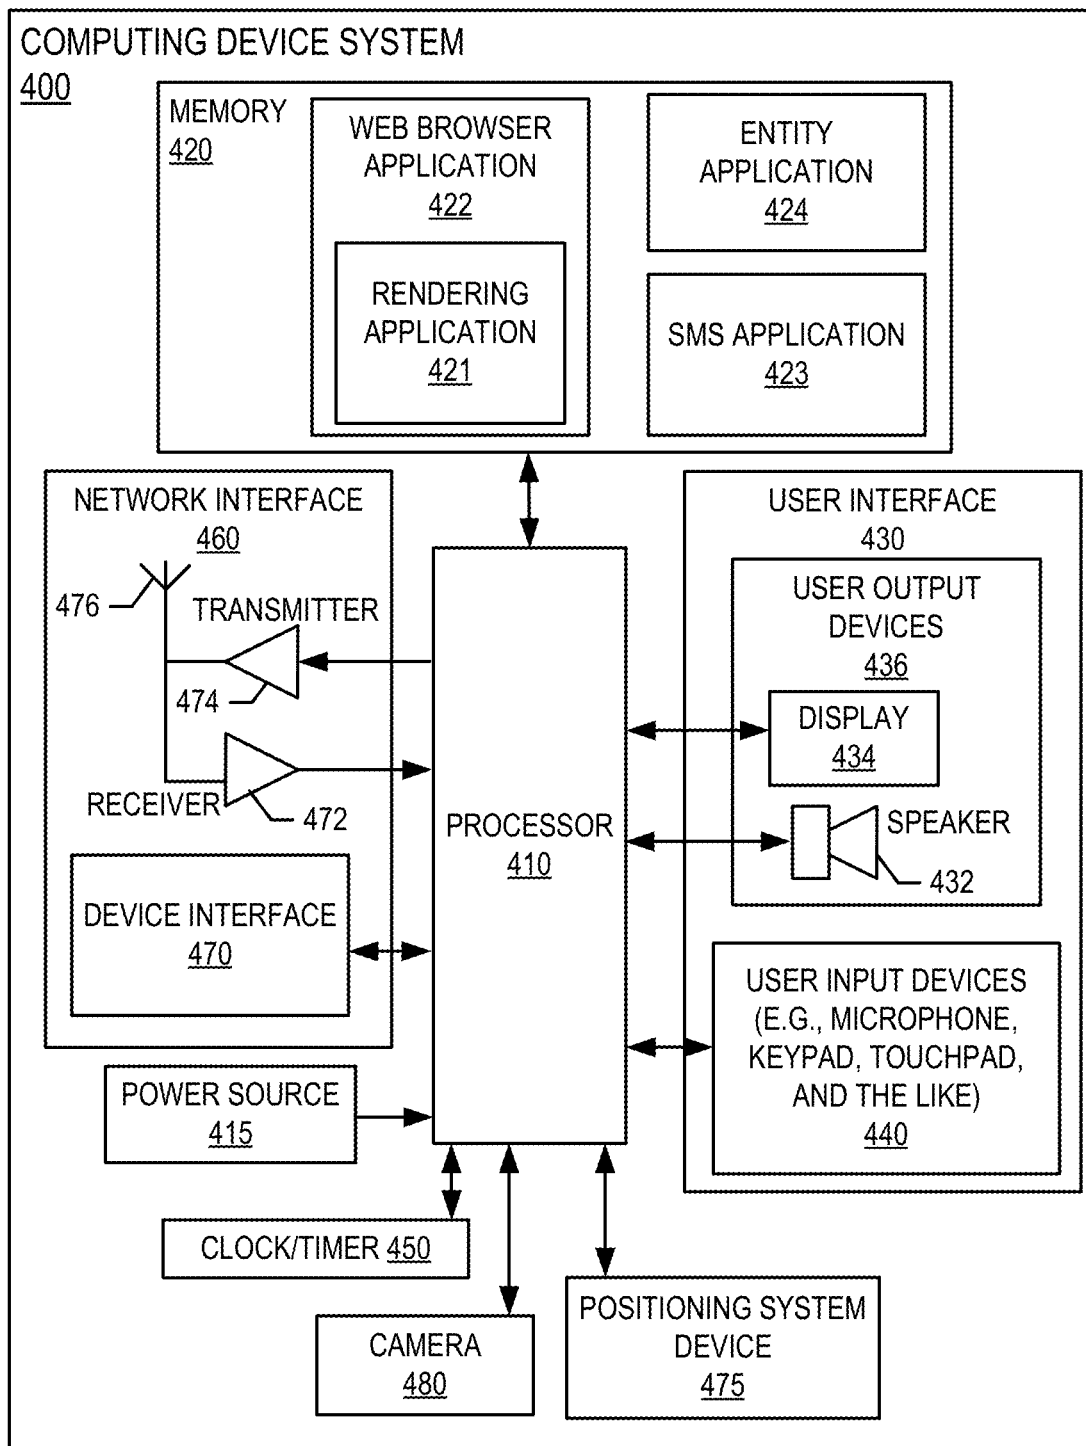 COMPUTING DEVICE SYSTEM
400
MEMORY
420
WEB BROWSER
APPLICATION
422
RENDERING
APPLICATION
421
ENTITY
APPLICATION
424
SMS APPLICATION
423
NETWORK INTERFACE
460
476
TRANSMITTER
474
RECEIVER
472
DEVICE INTERFACE
470
PROCESSOR
410
USER INTERFACE
430
USER OUTPUT
DEVICES
436
DISPLAY
434
SPEAKER
432
USER INPUT DEVICES
(E.G., MICROPHONE,
KEYPAD, TOUCHPAD,
AND THE LIKE)
440
POWER SOURCE
415
CLOCK/TIMER 450
CAMERA
480
POSITIONING SYSTEM
DEVICE
475